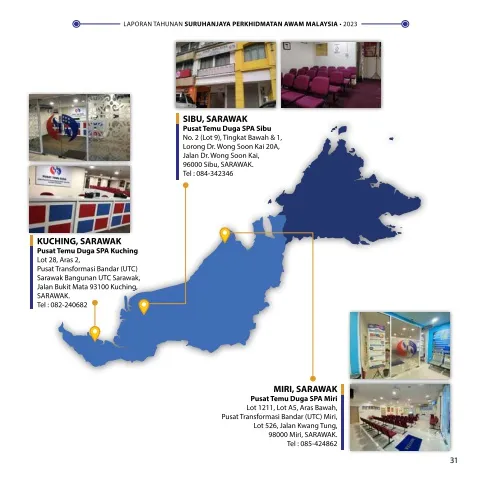 LAPORAN TAHUNAN SURUHANJAYA PERKHIDMATAN AWAM MALAYSIA • 2023
SIBU, SARAWAK
Pusat Temu Duga SPA Sibu
No. 2 (Lot 9), Tingkat Bawah & 1,
Lorong Dr. Wong Soon Kai 20A,
Jalan Dr. Wong Soon Kai,
96000 Sibu, SARAWAK.
Tel : 084-342346
KUCHING, SARAWAK
Pusat Temu Duga SPA Kuching
Lot 28, Aras 2,
Pusat Transformasi Bandar (UTC)
Sarawak Bangunan UTC Sarawak,
Jalan Bukit Mata 93100 Kuching,
SARAWAK.
Tel : 082-240682
MIRI, SARAWAK
Pusat Temu Duga SPA Miri
Lot 1211, Lot A5, Aras Bawah,
Pusat Transformasi Bandar (UTC) Miri,
Lot 526, Jalan Kwang Tung,
98000 Miri, SARAWAK.
Tel : 085-424862
31